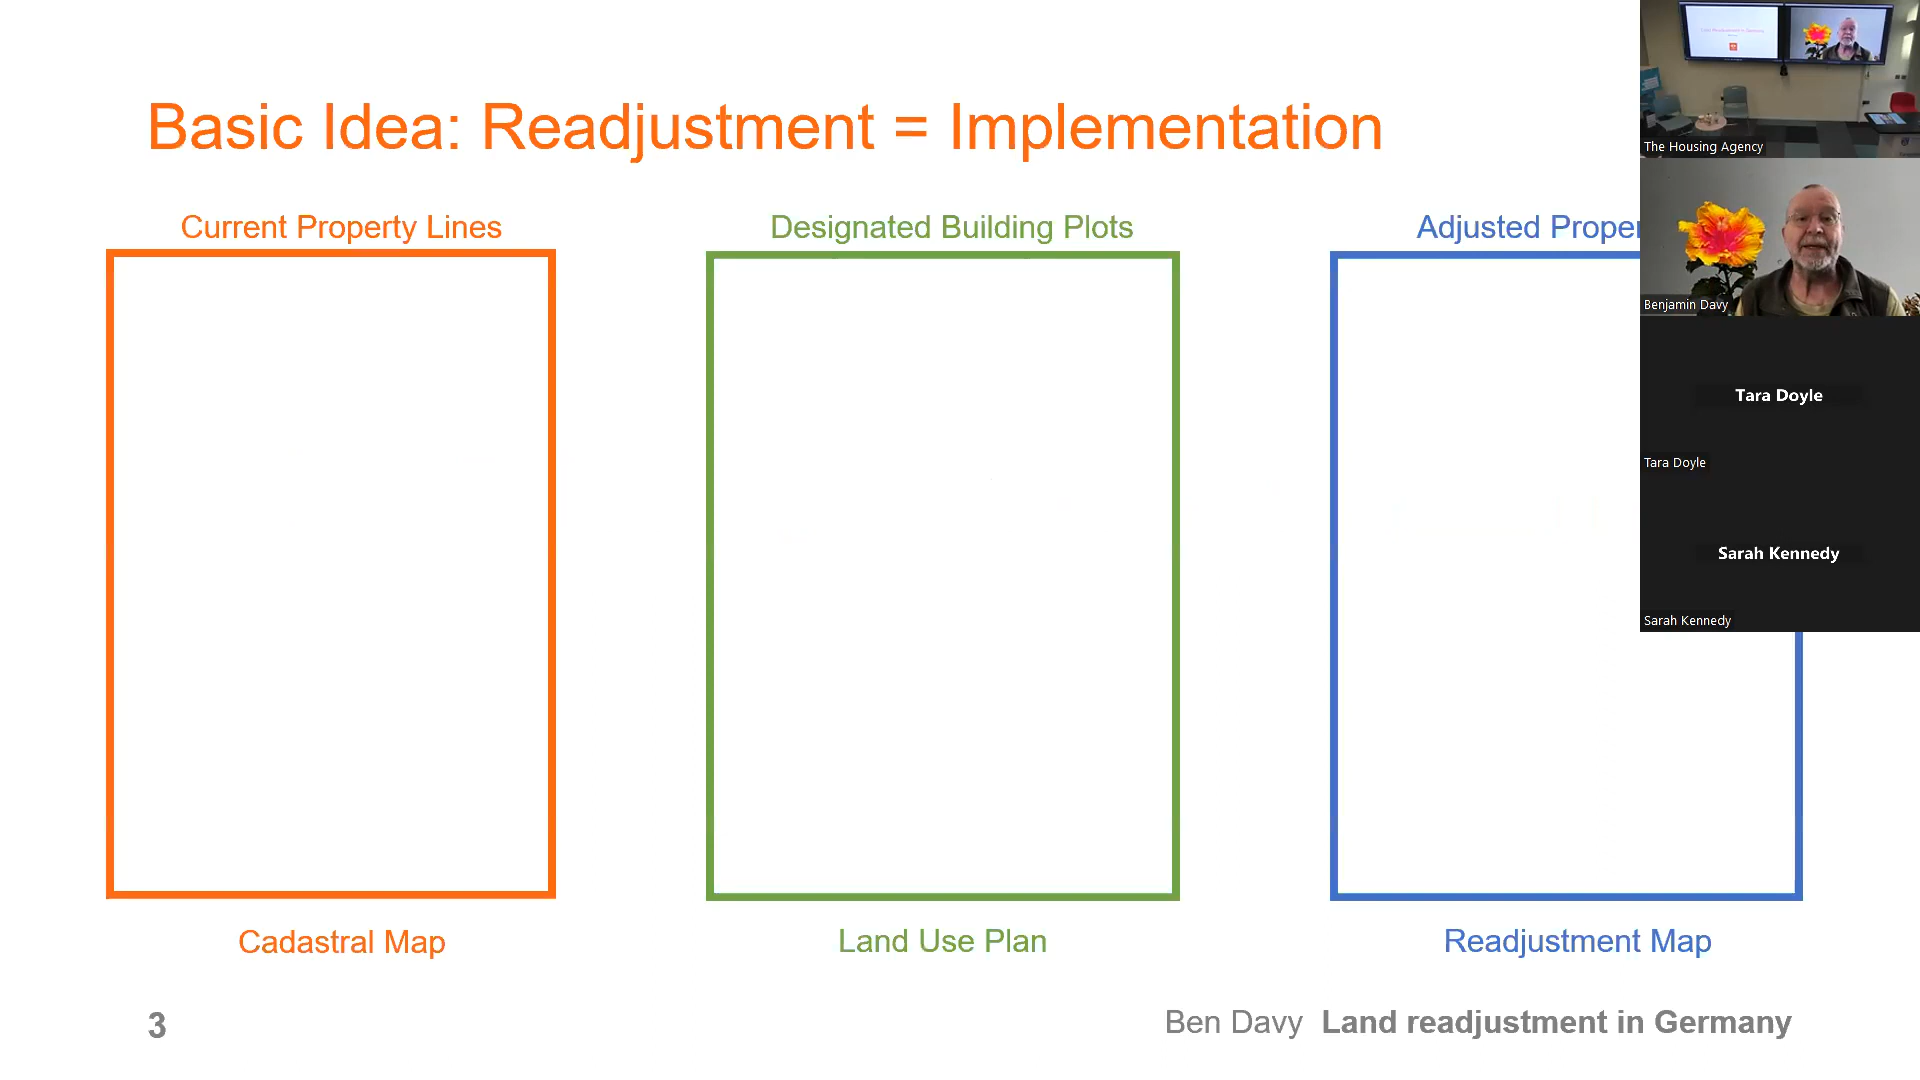 Basic Idea: Readjustment = Implementation
Current Property Lines
Designated Building Plots
Adjusted Proper
Cadastral Map
Land Use Plan
Readjustment Map
3
Ben Davy Land readjustment in Germany
The Housing Agency
Benjamin Davy
Tara Doyle
Tara Doyle
Sarah Kennedy
Sarah Kennedy